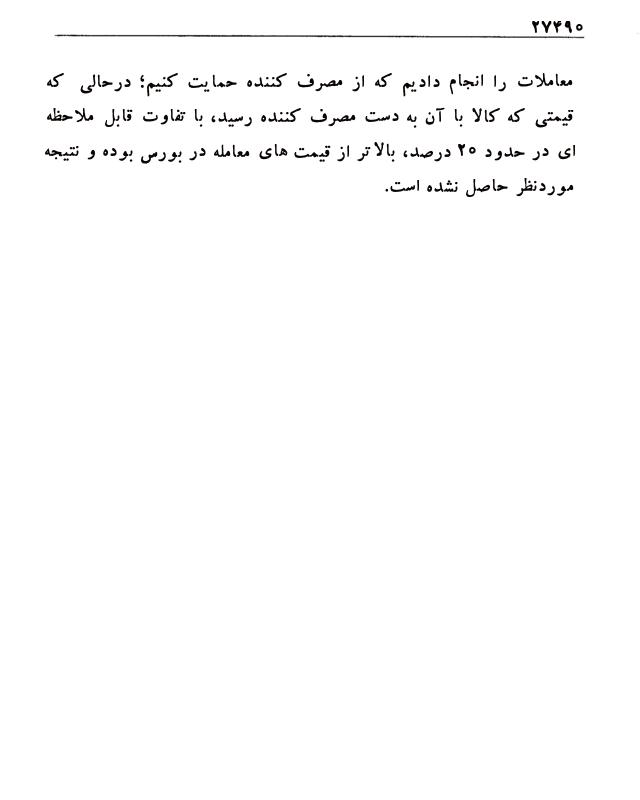 ۲۷۴۹۰
معاملات را انجام دادیم که از مصرف کننده حمایت کنیم؛ درحالی که
قیمتی که کالا با آن به دست مصرف کننده رسید، با تفاوت قابل ملاحظه
ای در حدود ۲۰ درصد، بالاتر از قیمت های معامله در بورس بوده و نتیجه
موردنظر حاصل نشده است.